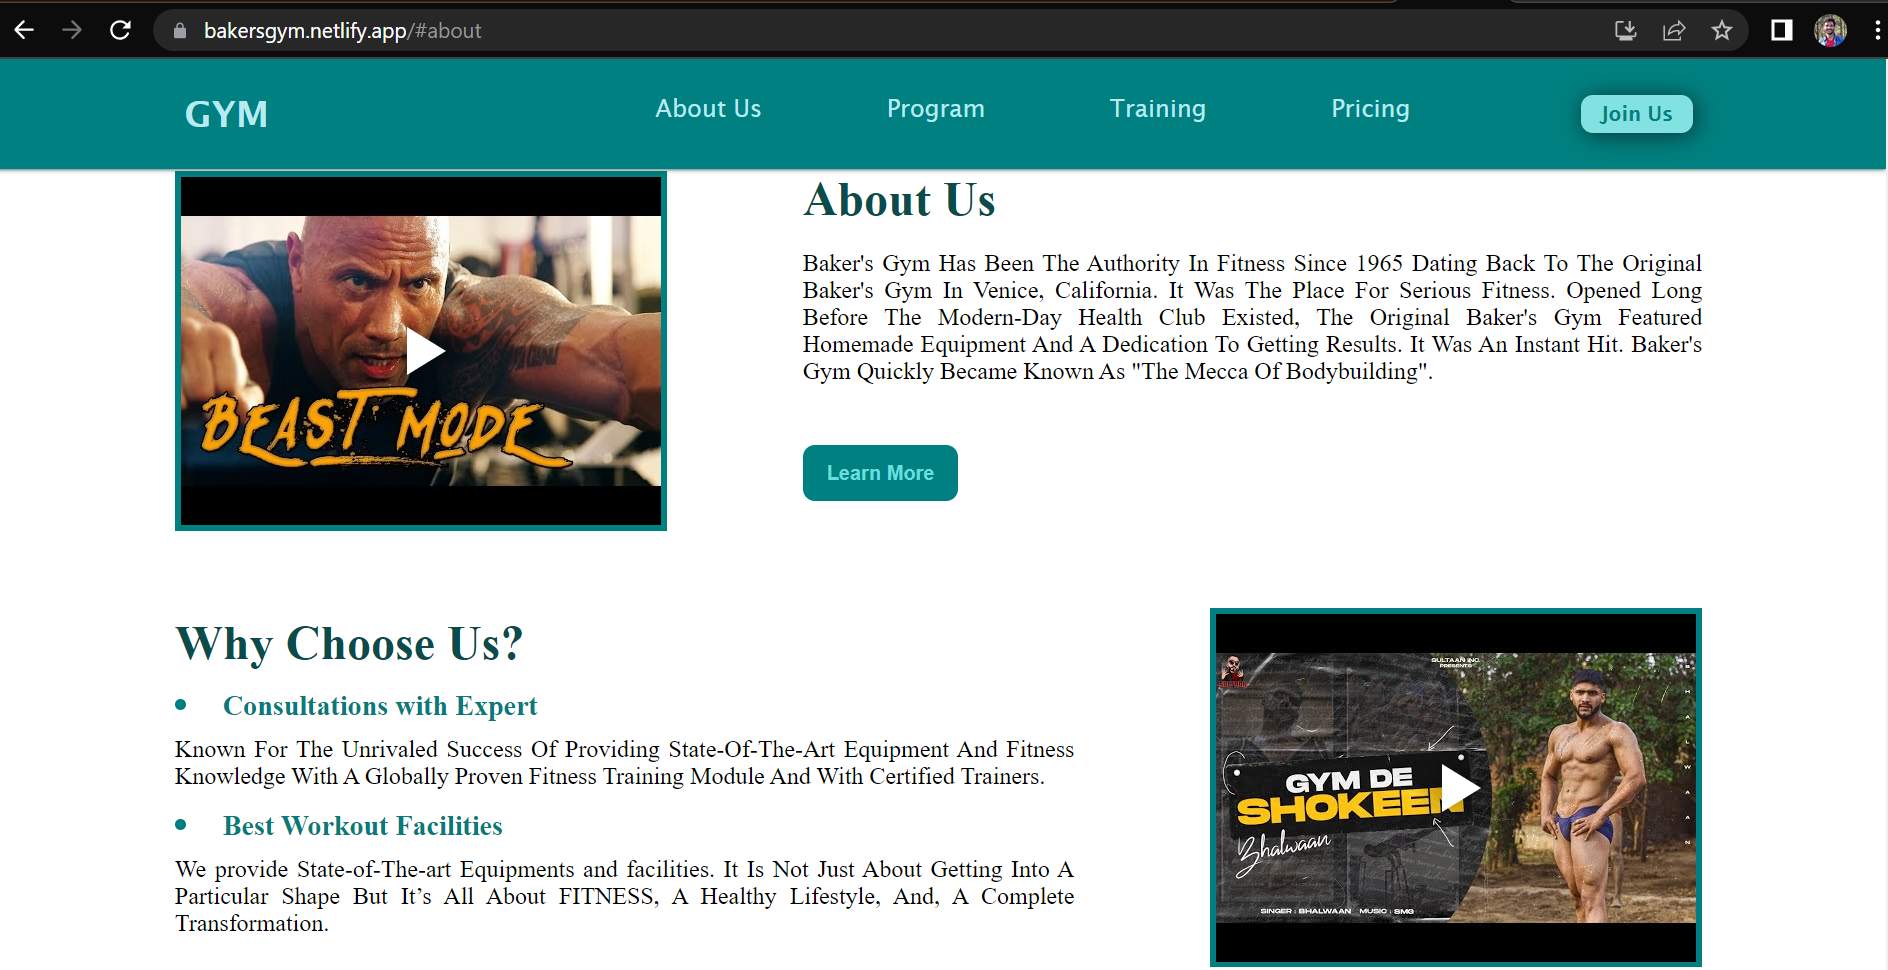 bakersgym.netlify.app/#about
GYM
About Us
Program
Training
Pricing
Join Us
BEAST MODE
About Us
Baker's Gym Has Been The Authority In Fitness Since 1965 Dating Back To The Original
Baker's Gym In Venice, California. It Was The Place For Serious Fitness. Opened Long
Before The Modern-Day Health Club Existed, The Original Baker's Gym Featured
Homemade Equipment And A Dedication To Getting Results. It Was An Instant Hit. Baker's
Gym Quickly Became Known As "The Mecca Of Bodybuilding".
Learn More
Why Choose Us?
Consultations with Expert
Known For The Unrivaled Success Of Providing State-Of-The-Art Equipment And Fitness
Knowledge With A Globally Proven Fitness Training Module And With Certified Trainers.
Best Workout Facilities
We provide State-of-The-art Equipments and facilities. It Is Not Just About Getting Into A
Particular Shape But It’s All About FITNESS, A Healthy Lifestyle, And, A Complete
Transformation.
SULTAAN INC.
PRESENTS
GYM DE
SHOKEEN
Bhalwaan
SINGER : BHALWAAN MUSIC : SMG
BHALWAAN